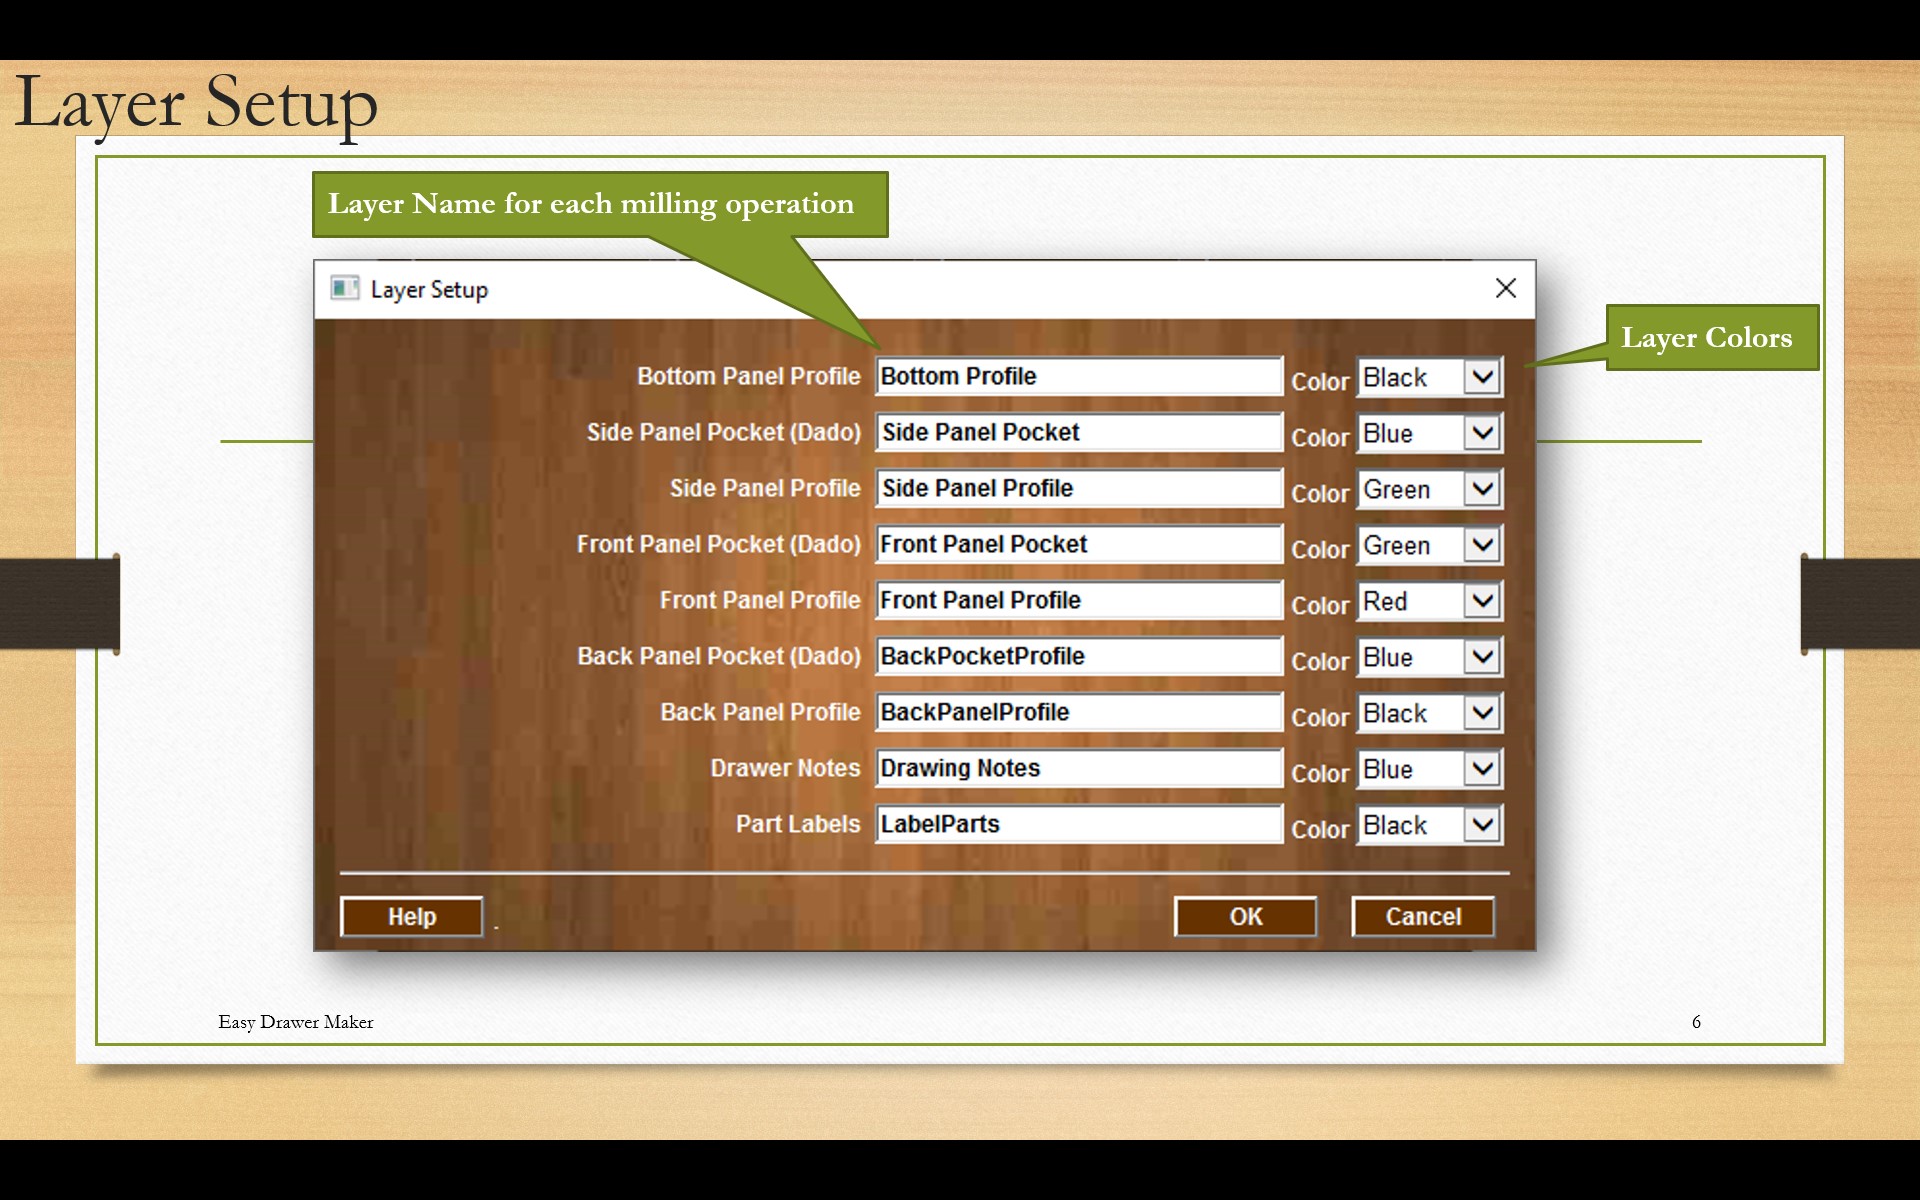 Layer Setup
Layer Name for each milling operation
Layer Setup
Layer Colors
Bottom Panel Profile Bottom Profile Color Black
Side Panel Pocket (Dado) Side Panel Pocket Color Blue
Side Panel Profile Side Panel Profile Color Green
Front Panel Pocket (Dado) Front Panel Pocket Color Green
Front Panel Profile Front Panel Profile Color Red
Back Panel Pocket (Dado) BackPocketProfile Color Blue
Back Panel Profile BackPanelProfile Color Black
Drawer Notes Drawing Notes Color Blue
Part Labels LabelParts Color Black
Help . OK Cancel
Easy Drawer Maker 6